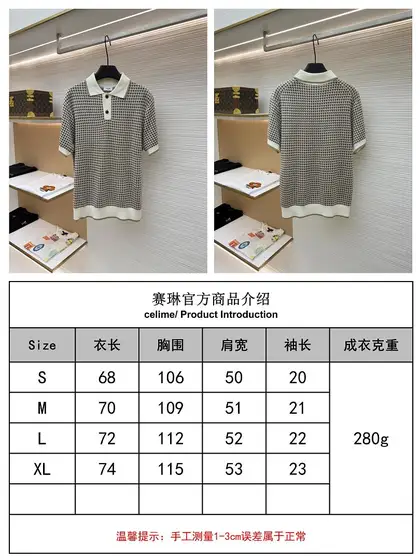 赛琳官方商品介绍
celime/ Product Introduction
Size 衣长 胸围 肩宽 袖长 成衣克重
S 68 106 50 20 280g
M 70 109 51 21
L 72 112 52 22
XL 74 115 53 23
温馨提示：手工测量1-3cm误差属于正常